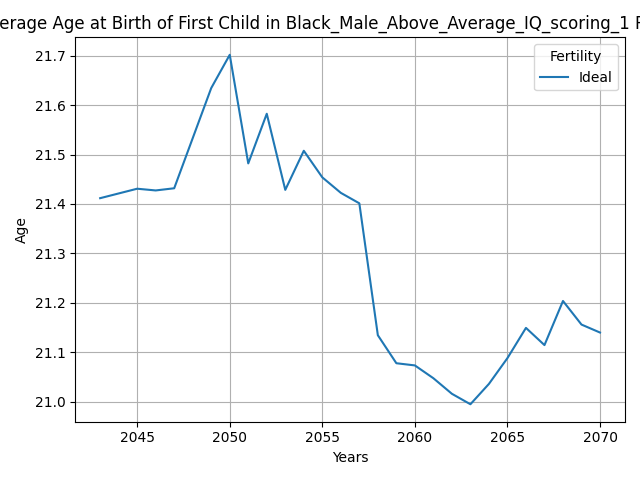 erage Age at Birth of First Child in Black_Male_Above_Average_IQ_scoring_1
Fertility
Ideal
21.7
21.6
21.5
21.4
21.3
21.2
21.1
21.0
Age
2045 2050 2055 2060 2065 2070
Years